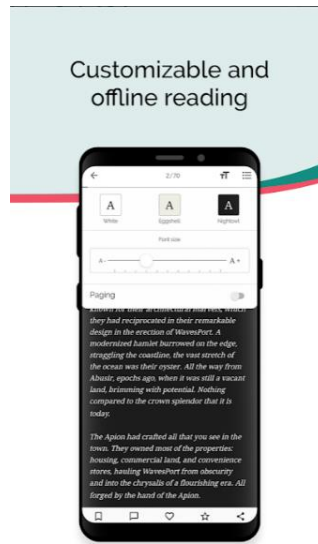 Customizable and
offline reading
2/70
A A A
White Eggshell Nightowl
Font size
A- A+
Paging
known for their architectural marvels, which
they had reciprocated in their remarkable
design in the erection of WavesPort. A
modernized hamlet burrowed on the edge,
straggling the coastline, the vast stretch of
the ocean was their oyster. All the way from
Abusir, epochs ago, when it was still a vacant
land, brimming with potential. Nothing
compared to the crown splendor that it is
today.
The Apion had crafted all that you see in the
town. They owned most of the properties:
housing, commercial land, and convenience
stores, hauling WavesPort from obscurity
and into the chrysalis of a flourishing era. All
forged by the hand of the Apion.